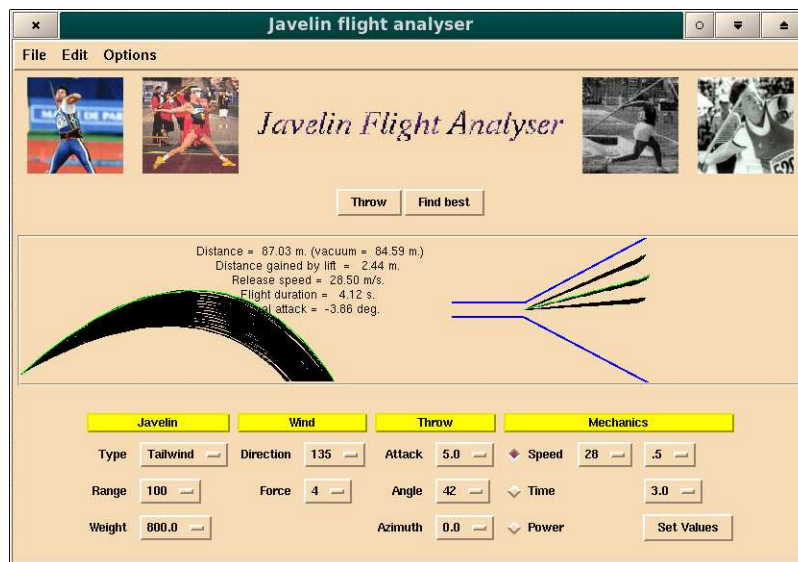 Javelin flight analyser
File Edit Options
Javelin Flight Analyser
Throw Find best
Distance = 87.03 m. (vacuum = 84.59 m.)
Distance gained by lift = 2.44 m.
Release speed = 28.50 m/s.
Flight duration = 4.12 s.
attack = -3.86 deg.
Javelin Wind Throw Mechanics
Type Tailwind Direction 135 Attack 5.0 Speed 28 .5
Range 100 Force 4 Angle 42 Time 3.0
Weight 800.0 Azimuth 0.0 Power Set Values